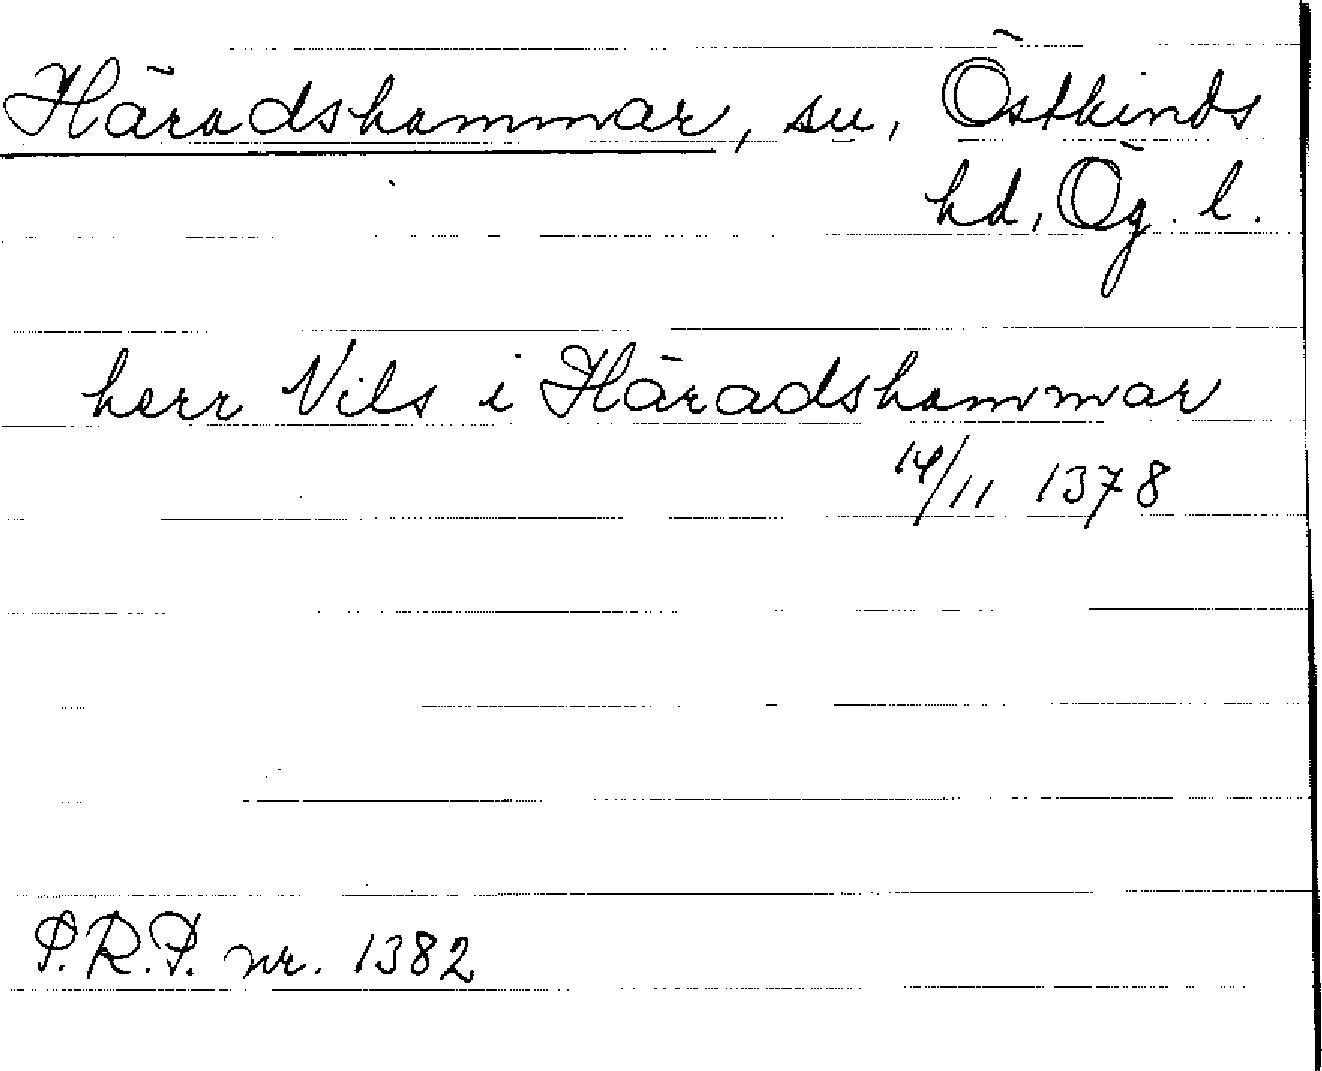 Häradshammar, sn, Östkinds
hd, Ög. l.
herr Nils i Häradshammar
14/11 1378
P.R.P. nr. 1382